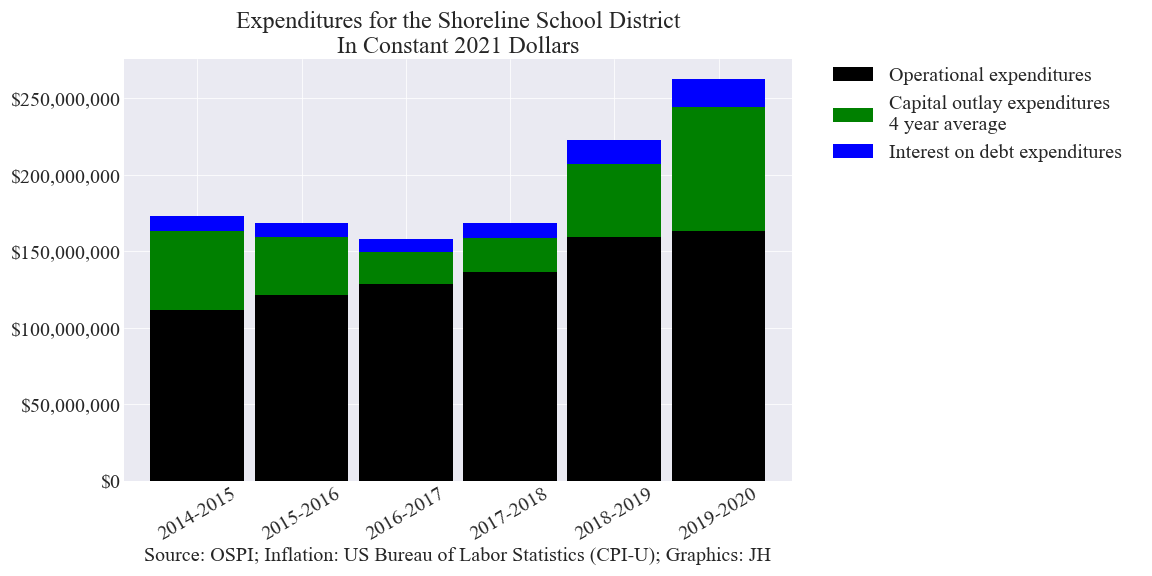 Expenditures for the Shoreline School District
In Constant 2021 Dollars
$250,000,000
$200,000,000
$150,000,000
$100,000,000
$50,000,000
$0
2014-2015
2015-2016
2016-2017
2017-2018
2018-2019
2019-2020
Source: OSPI; Inflation: US Bureau of Labor Statistics (CPI-U); Graphics: JH
Operational expenditures
Capital outlay expenditures
4 year average
Interest on debt expenditures